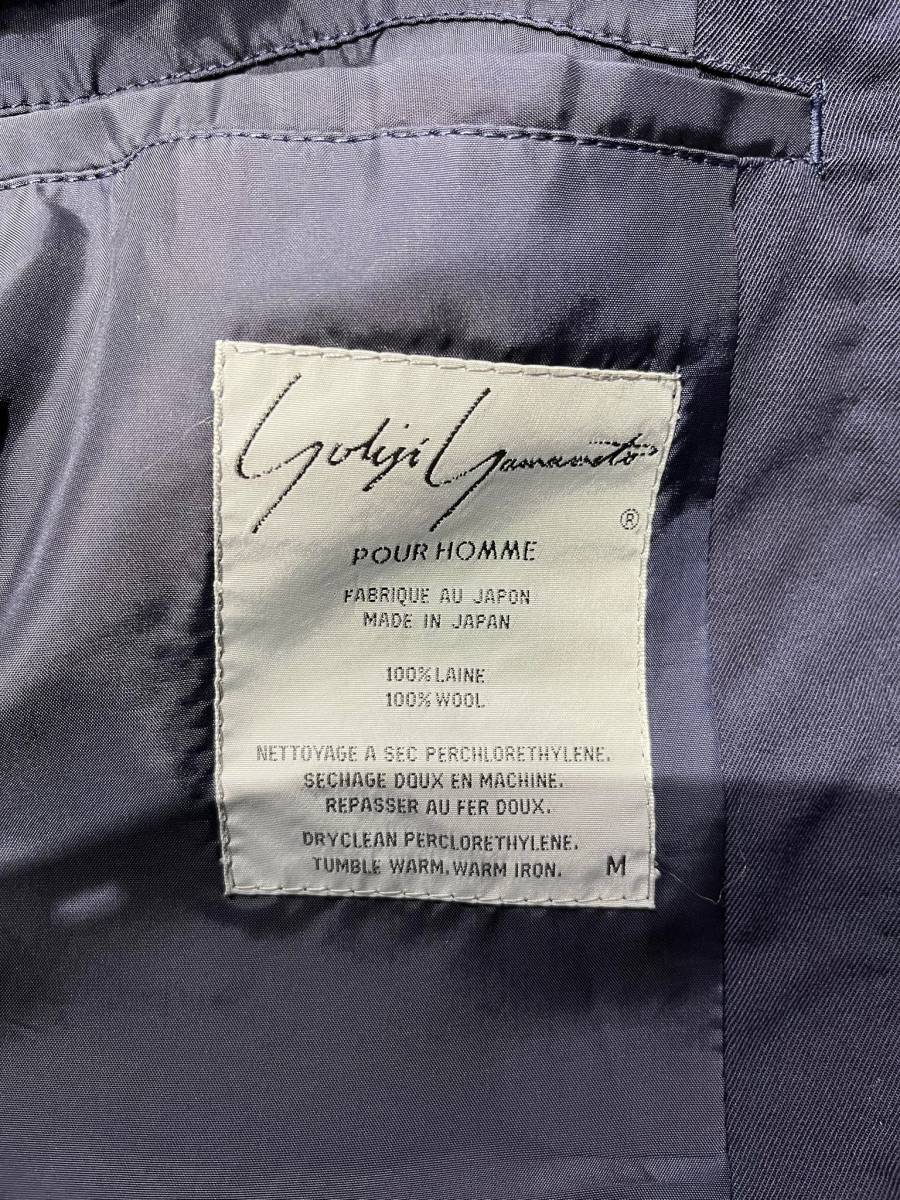 Yohji Yamamoto
®
POUR HOMME
FABRIQUE AU JAPON
MADE IN JAPAN
100% LAINE
100% WOOL
NETTOYAGE A SEC PERCHLORETHYLENE.
SECHAGE DOUX EN MACHINE.
REPASSER AU FER DOUX.
DRYCLEAN PERCLORETHYLENE.
TUMBLE WARM. WARM IRON. M